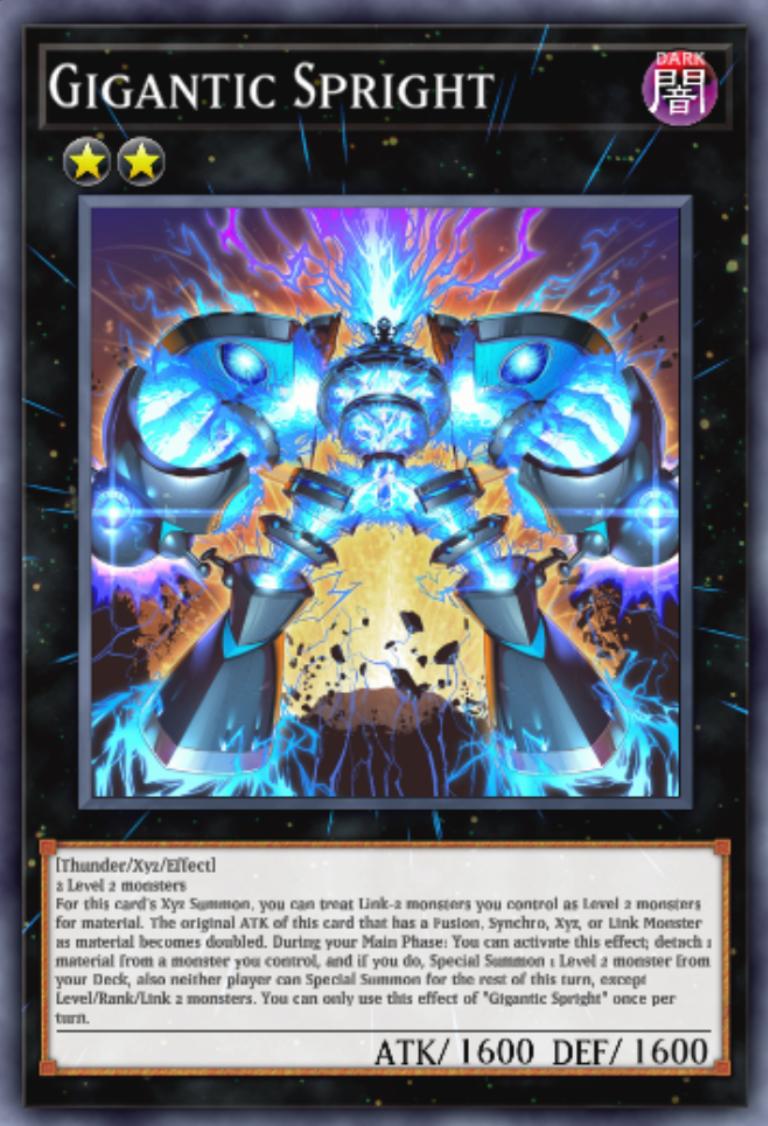 GIGANTIC SPRIGHT
DARK
闇
[Thunder/Xyz/Effect]
2 Level 2 monsters
For this card's Xyz Summon, you can treat Link-2 monsters you control as Level 2 monsters
for material. The original ATK of this card that has a Fusion, Synchro, Xyz, or Link Monster
as material becomes doubled. During your Main Phase: You can activate this effect; detach 1
material from a monster you control, and if you do, Special Summon 1 Level 2 monster from
your Deck, also neither player can Special Summon for the rest of this turn, except
Level/Rank/Link 2 monsters. You can only use this effect of "Gigantic Spright" once per
turn.
ATK/ 1600 DEF/ 1600